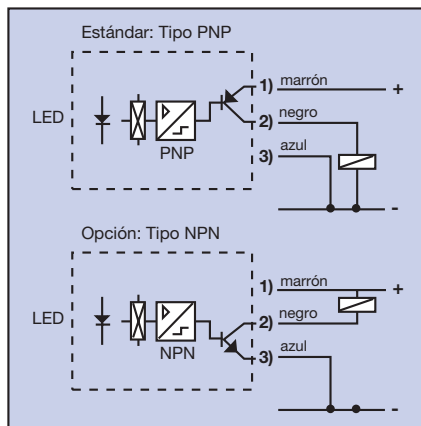 Estándar: Tipo PNP
1) marrón +
LED
2) negro
3) azul
PNP
-
Opción: Tipo NPN
1) marrón +
LED
2) negro
3) azul
NPN
-